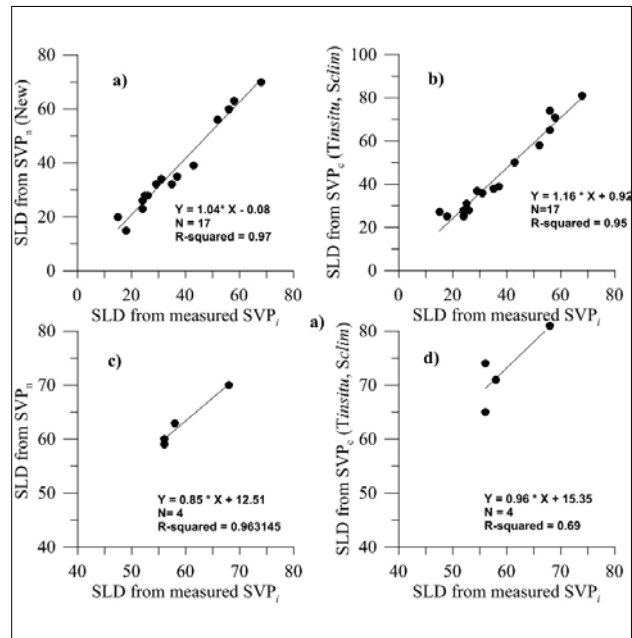 a)
SLD from SVPn (New)
80
60
40
20
0
Y = 1.04* X - 0.08
N = 17
R-squared = 0.97
0 20 40 60 80
SLD from measured SVPi
b)
SLD from SVPc (Tinsitu, Sclim)
100
80
60
40
20
0
Y = 1.16 * X + 0.92
N=17
R-squared = 0.95
0 20 40 60 80
SLD from measured SVPi
a)
c)
SLD from SVPn
80
70
60
50
40
Y = 0.85 * X + 12.51
N= 4
R-squared = 0.963145
40 50 60 70 80
SLD from measured SVPi
d)
SLD from SVPc (Tinsitu, Sclim)
80
70
60
50
40
Y = 0.96 * X + 15.35
N = 4
R-squared = 0.69
40 50 60 70 80
SLD from measured SVPi